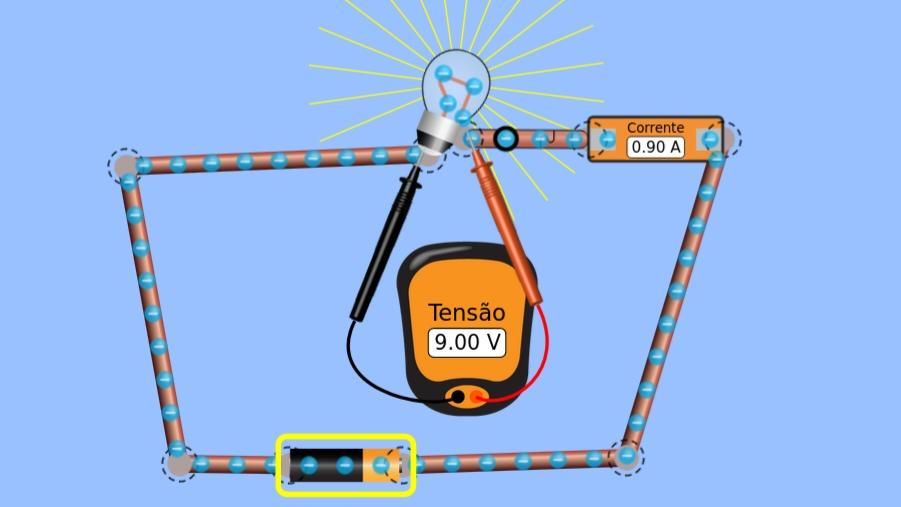 Corrente
0.90 A
Tensão
9.00 V